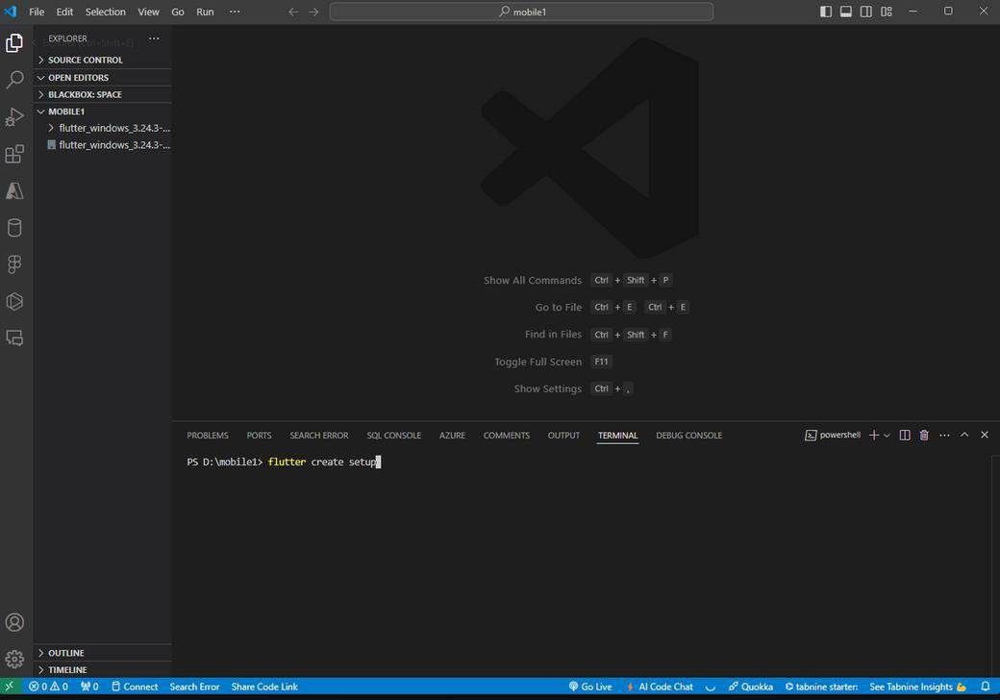 File Edit Selection View Go Run ··· mobile1
EXPLORER ···
SOURCE CONTROL
OPEN EDITORS
BLACKBOX: SPACE
MOBILE1
flutter_windows_3.24.3-...
flutter_windows_3.24.3-...
Show All Commands Ctrl + Shift + P
Go to File Ctrl + E Ctrl + E
Find in Files Ctrl + Shift + F
Toggle Full Screen F11
Show Settings Ctrl + ,
PROBLEMS PORTS SEARCH ERROR SQL CONSOLE AZURE COMMENTS OUTPUT TERMINAL DEBUG CONSOLE powershell
PS D:\mobile1> flutter create setup
OUTLINE
TIMELINE
0 0 0 Connect Search Error Share Code Link Go Live AI Code Chat Quokka tabnine starter: See Tabnine Insights